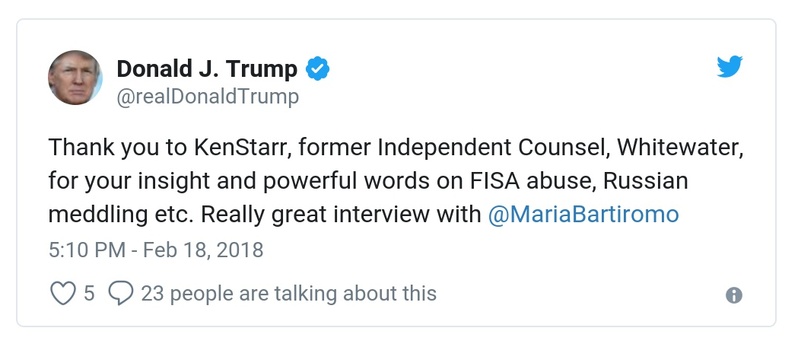 Donald J. Trump
@realDonaldTrump
Thank you to KenStarr, former Independent Counsel, Whitewater,
for your insight and powerful words on FISA abuse, Russian
meddling etc. Really great interview with @MariaBartiromo
5:10 PM - Feb 18, 2018
5 23 people are talking about this